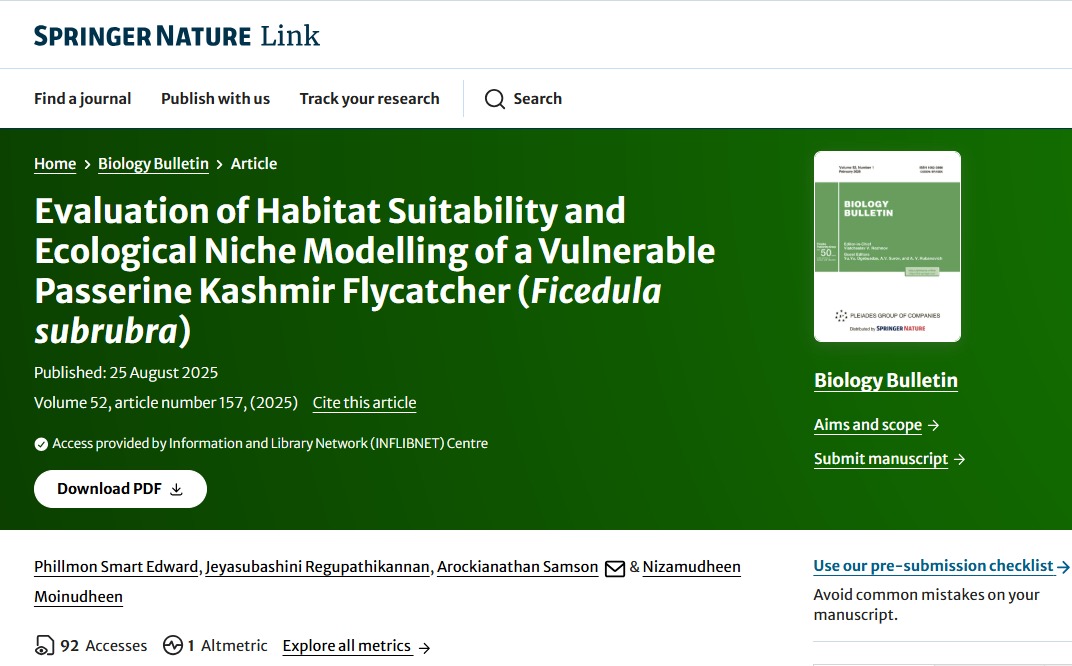 SPRINGER NATURE Link
Find a journal Publish with us Track your research Search
Home > Biology Bulletin > Article
Evaluation of Habitat Suitability and
Ecological Niche Modelling of a Vulnerable
Passerine Kashmir Flycatcher (Ficedula
subrubra)
Published: 25 August 2025
Volume 52, article number 157, (2025) Cite this article
Access provided by Information and Library Network (INFLIBNET) Centre
Download PDF
BIOLOGY
BULLETIN
50
PLEIADES GROUP OF COMPANIES
Distributed by SPRINGER NATURE
Biology Bulletin
Aims and scope →
Submit manuscript →
Phillmon Smart Edward, Jeyasubashini Regupathikannan, Arockianathan Samson & Nizamudheen
Moinudheen
92 Accesses 1 Altmetric Explore all metrics →
Use our pre-submission checklist →
Avoid common mistakes on your
manuscript.